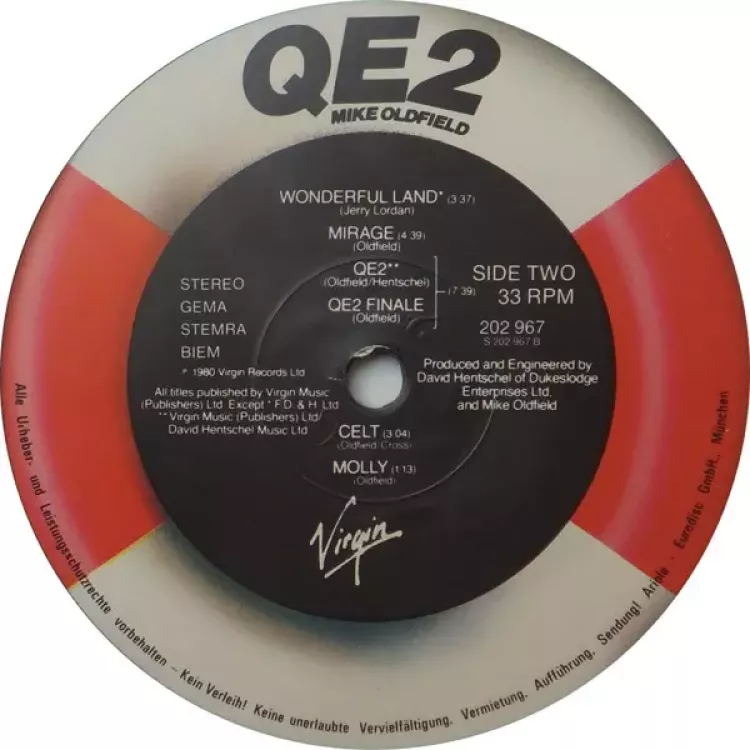 QE2
MIKE OLDFIELD
WONDERFUL LAND* (3 37)
(Jerry Lordan)
MIRAGE (4 39)
(Oldfield)
QE2**
(Oldfield/Hentschel)
QE2 FINALE
(Oldfield)
(7 39)
STEREO
GEMA
STEMRA
BIEM
SIDE TWO
33 RPM
202 967
S 202 967 B
℗ 1980 Virgin Records Ltd
All titles published by Virgin Music
(Publishers) Ltd. Except * F.D. & H. Ltd
** Virgin Music (Publishers) Ltd/
David Hentschel Music Ltd.
Produced and Engineered by
David Hentschel of Dukeslodge
Enterprises Ltd.
and Mike Oldfield
CELT (3 04)
(Oldfield/Cross)
MOLLY (1 13)
(Oldfield)
Virgin
Alle Urheber- und Leistungsschutzrechte vorbehalten – Kein Verleih! Keine unerlaubte Vervielfältigung, Vermietung, Aufführung, Sendung! Ariola - Eurodisc GmbH., München